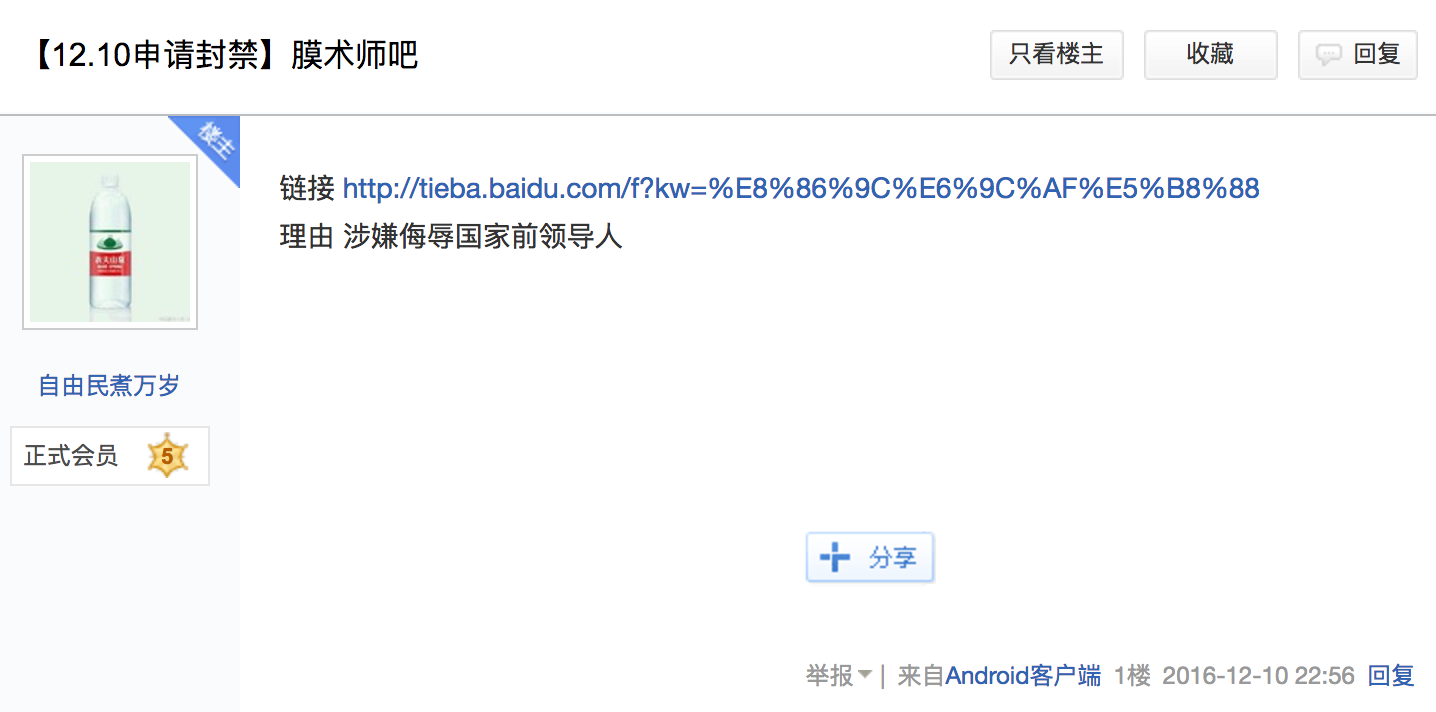 【12.10申请封禁】膜术师吧
只看楼主
收藏
回复
楼主
链接 http://tieba.baidu.com/f?kw=%E8%86%9C%E6%9C%AF%E5%B8%88
理由 涉嫌侮辱国家前领导人
农夫山泉
自由民煮万岁
正式会员 5
分享
举报 | 来自Android客户端 1楼 2016-12-10 22:56 回复